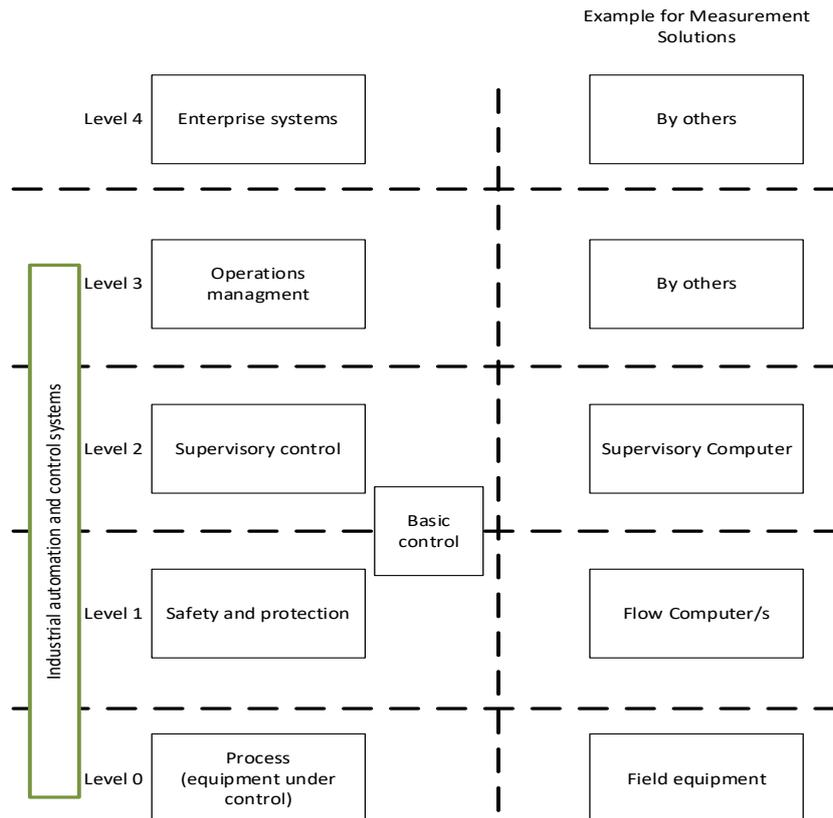 Example for Measurement
Solutions
Level 4
Enterprise systems
By others
Level 3
Operations
managment
By others
Industrial automation and control systems
Level 2
Supervisory control
Supervisory Computer
Basic
control
Level 1
Safety and protection
Flow Computer/s
Level 0
Process
(equipment under
control)
Field equipment